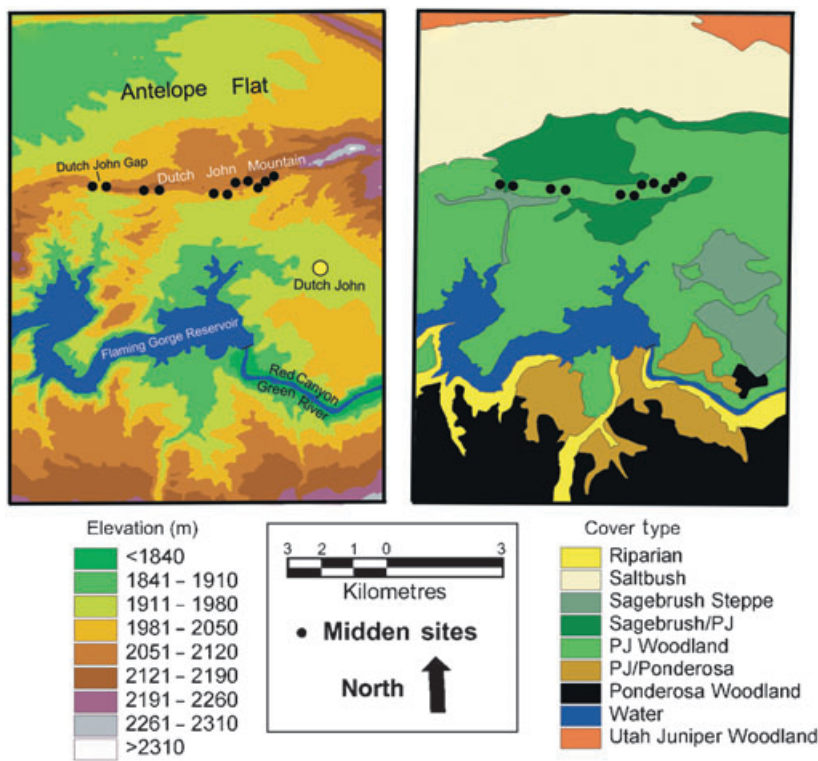 Antelope Flat
Dutch John Gap
Dutch John Mountain
Dutch John
Flaming Gorge Reservoir
Red Canyon
Green River
Elevation (m)
<1840
1841 – 1910
1911 – 1980
1981 – 2050
2051 – 2120
2121 – 2190
2191 – 2260
2261 – 2310
>2310
3 2 1 0 3
Kilometres
Midden sites
North
Cover type
Riparian
Saltbush
Sagebrush Steppe
Sagebrush/PJ
PJ Woodland
PJ/Ponderosa
Ponderosa Woodland
Water
Utah Juniper Woodland